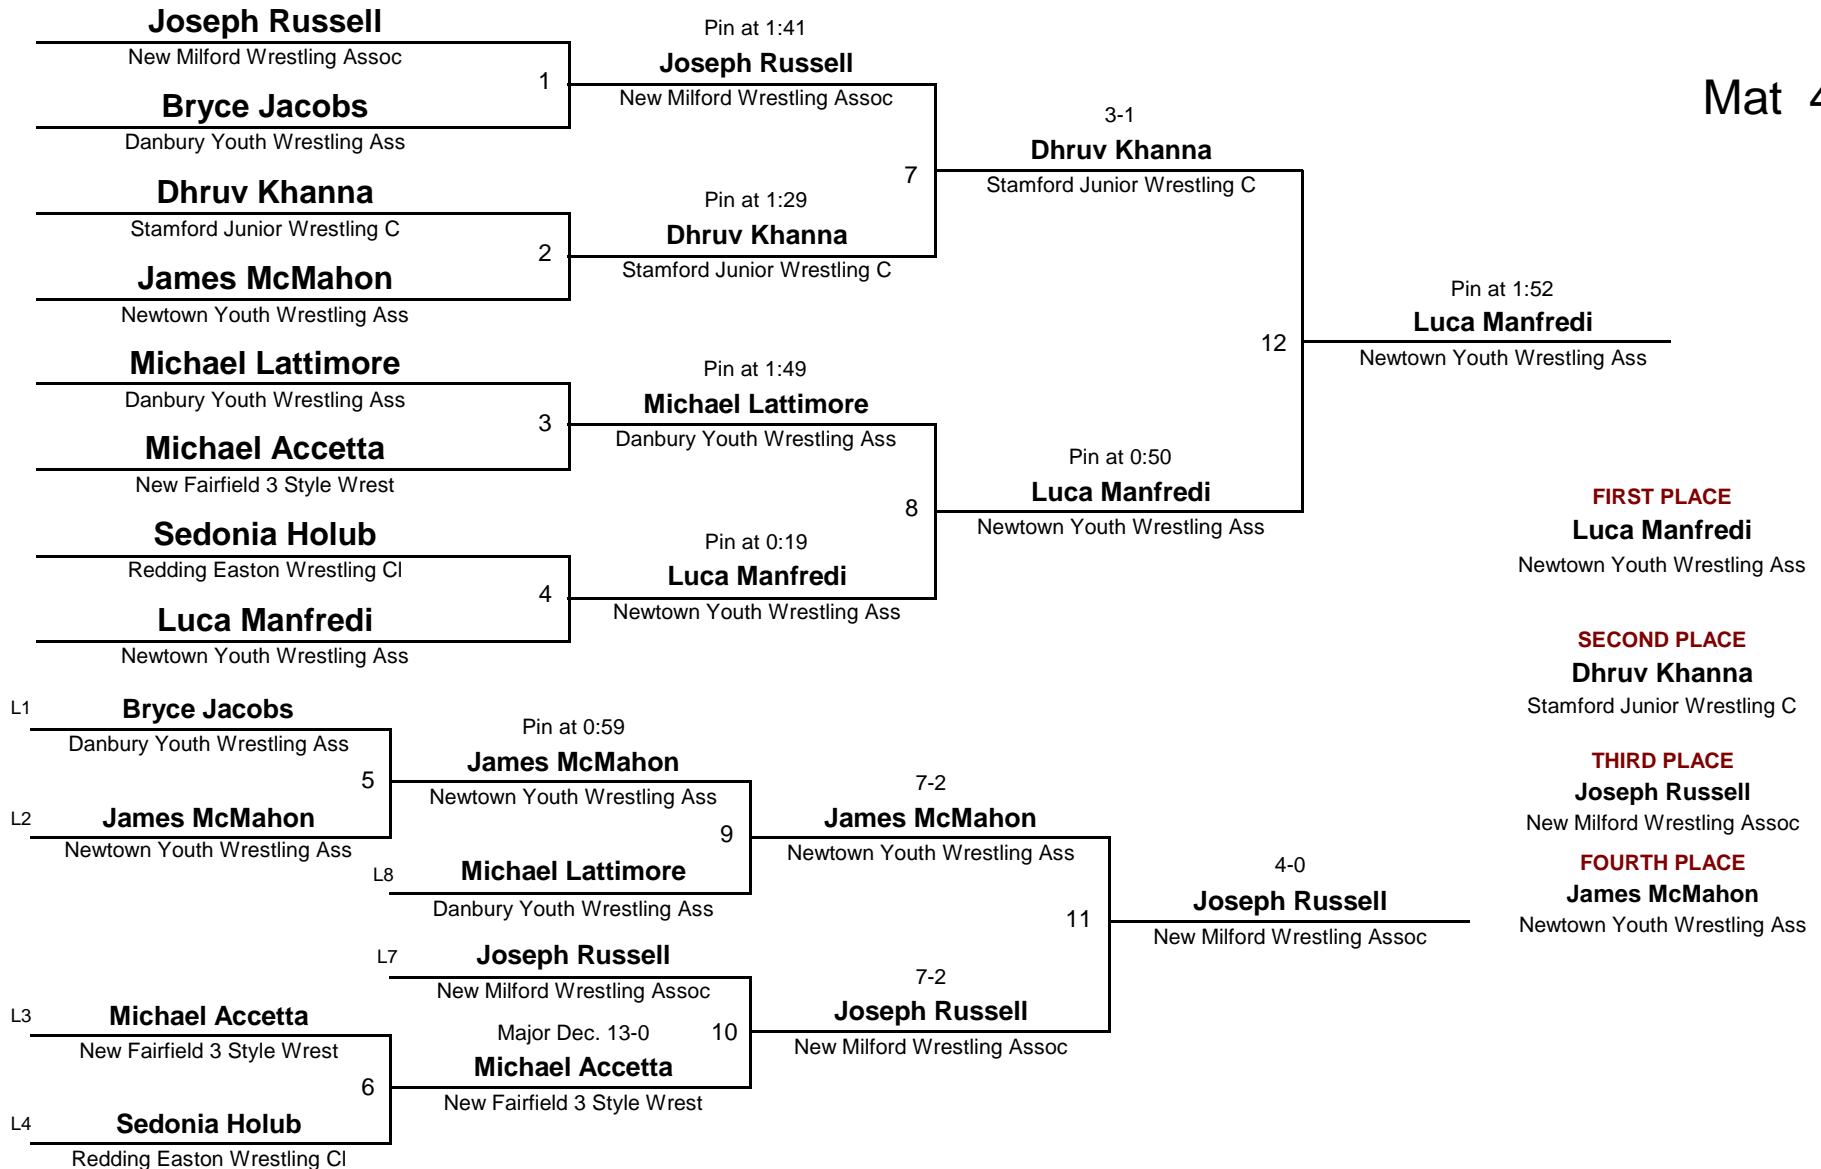 Joseph Russell
New Milford Wrestling Assoc
1
Bryce Jacobs
Danbury Youth Wrestling Ass
Dhruv Khanna
Stamford Junior Wrestling C
2
James McMahon
Newtown Youth Wrestling Ass
Michael Lattimore
Danbury Youth Wrestling Ass
3
Michael Accetta
New Fairfield 3 Style Wrest
Sedonia Holub
Redding Easton Wrestling Cl
4
Luca Manfredi
Newtown Youth Wrestling Ass
Pin at 1:41
Joseph Russell
New Milford Wrestling Assoc
7
Pin at 1:29
Dhruv Khanna
Stamford Junior Wrestling C
Pin at 1:49
Michael Lattimore
Danbury Youth Wrestling Ass
8
Pin at 0:19
Luca Manfredi
Newtown Youth Wrestling Ass
3-1
Dhruv Khanna
Stamford Junior Wrestling C
12
Pin at 0:50
Luca Manfredi
Newtown Youth Wrestling Ass
Mat 4
Pin at 1:52
Luca Manfredi
Newtown Youth Wrestling Ass
FIRST PLACE
Luca Manfredi
Newtown Youth Wrestling Ass
SECOND PLACE
Dhruv Khanna
Stamford Junior Wrestling C
THIRD PLACE
Joseph Russell
New Milford Wrestling Assoc
FOURTH PLACE
James McMahon
Newtown Youth Wrestling Ass
L1
Bryce Jacobs
Danbury Youth Wrestling Ass
5
L2
James McMahon
Newtown Youth Wrestling Ass
L3
Michael Accetta
New Fairfield 3 Style Wrest
6
L4
Sedonia Holub
Redding Easton Wrestling Cl
Pin at 0:59
James McMahon
Newtown Youth Wrestling Ass
9
L8
Michael Lattimore
Danbury Youth Wrestling Ass
L7
Joseph Russell
New Milford Wrestling Assoc
10
Major Dec. 13-0
Michael Accetta
New Fairfield 3 Style Wrest
7-2
James McMahon
Newtown Youth Wrestling Ass
11
7-2
Joseph Russell
New Milford Wrestling Assoc
4-0
Joseph Russell
New Milford Wrestling Assoc